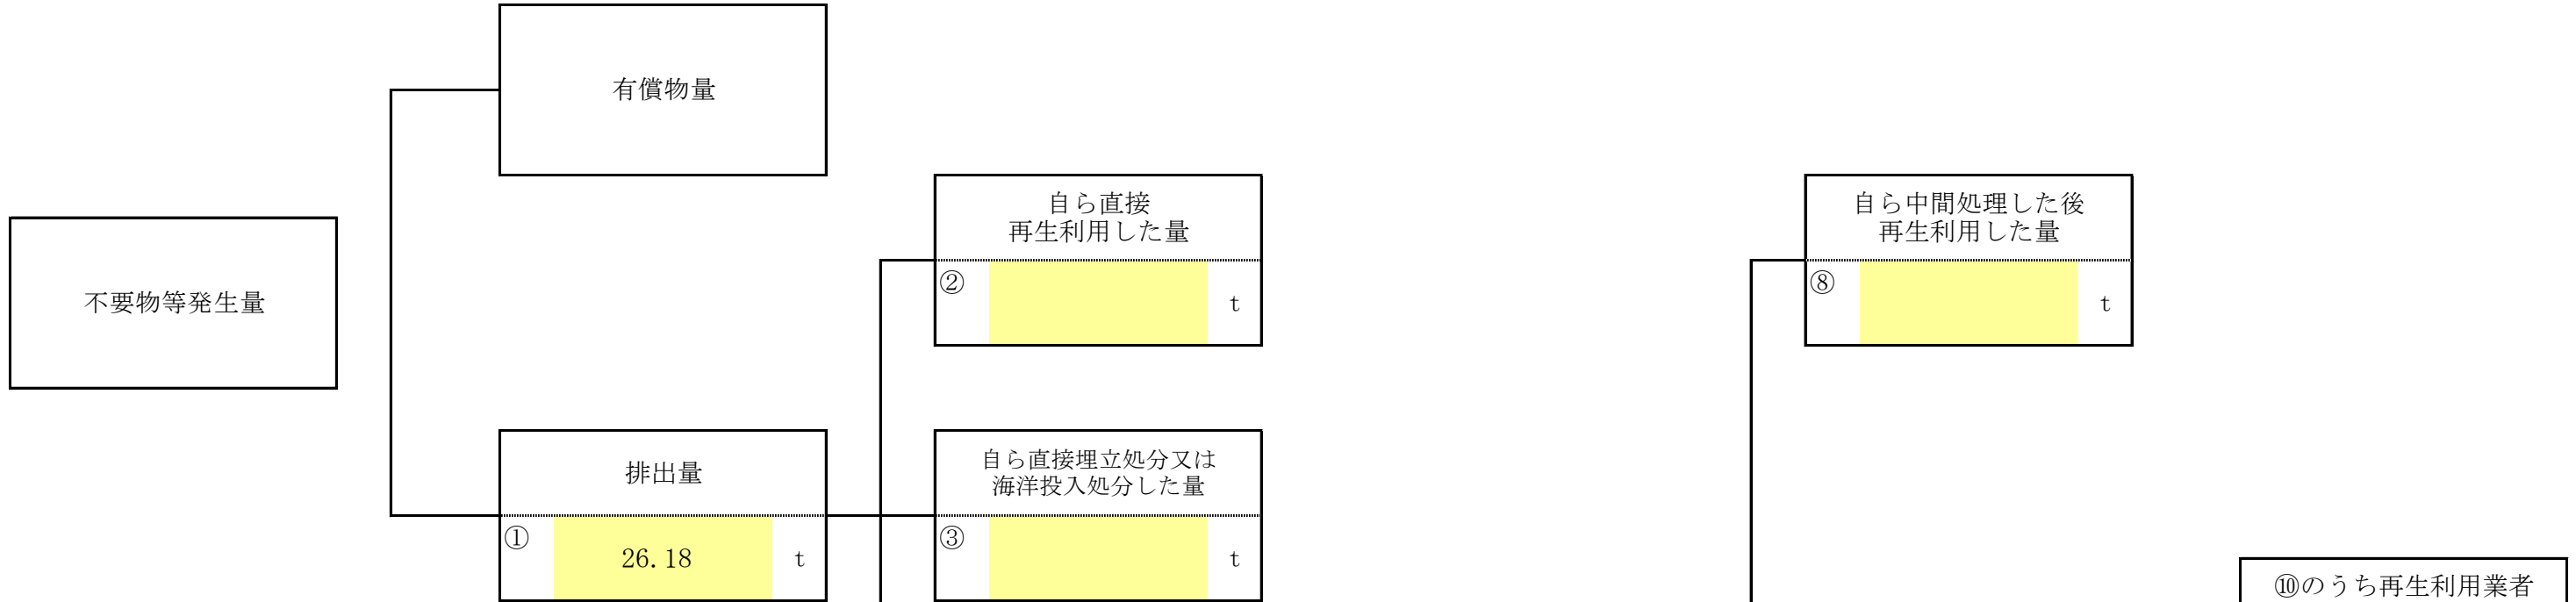 有償物量
自ら直接
再生利用した量
② t
自ら中間処理した後
再生利用した量
⑧ t
不要物等発生量
排出量
① 26.18 t
自ら直接埋立処分又は
海洋投入処分した量
③ t
⑩のうち再生利用業者